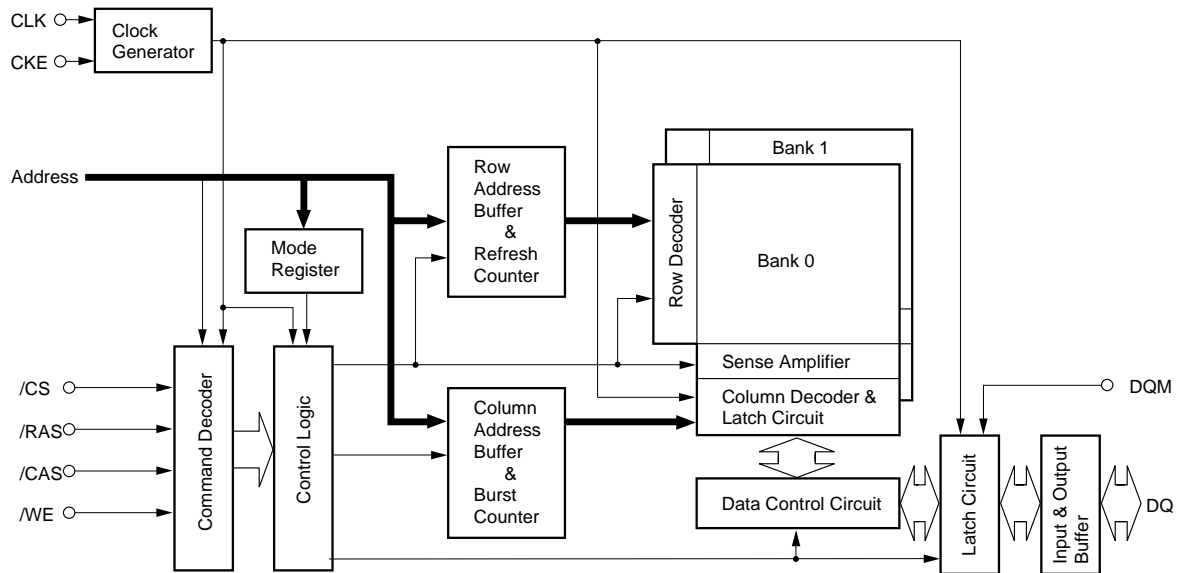 CLK
CKE
Clock
Generator
Address
Mode
Register
Row
Address
Buffer
&
Refresh
Counter
Bank 1
Row Decoder
Bank 0
Sense Amplifier
Column Decoder &
Latch Circuit
/CS
/RAS
/CAS
/WE
Command Decoder
Control Logic
Column
Address
Buffer
&
Burst
Counter
Data Control Circuit
Latch Circuit
Input & Output
Buffer
DQM
DQ